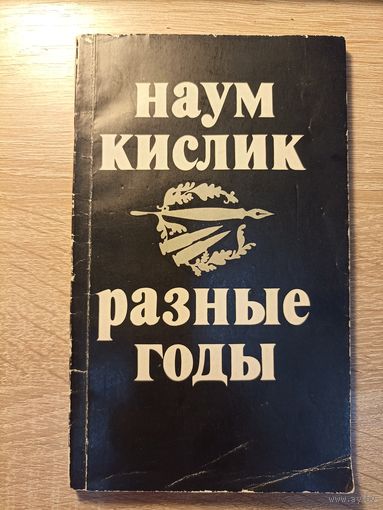 наум
кислик
разные
годы